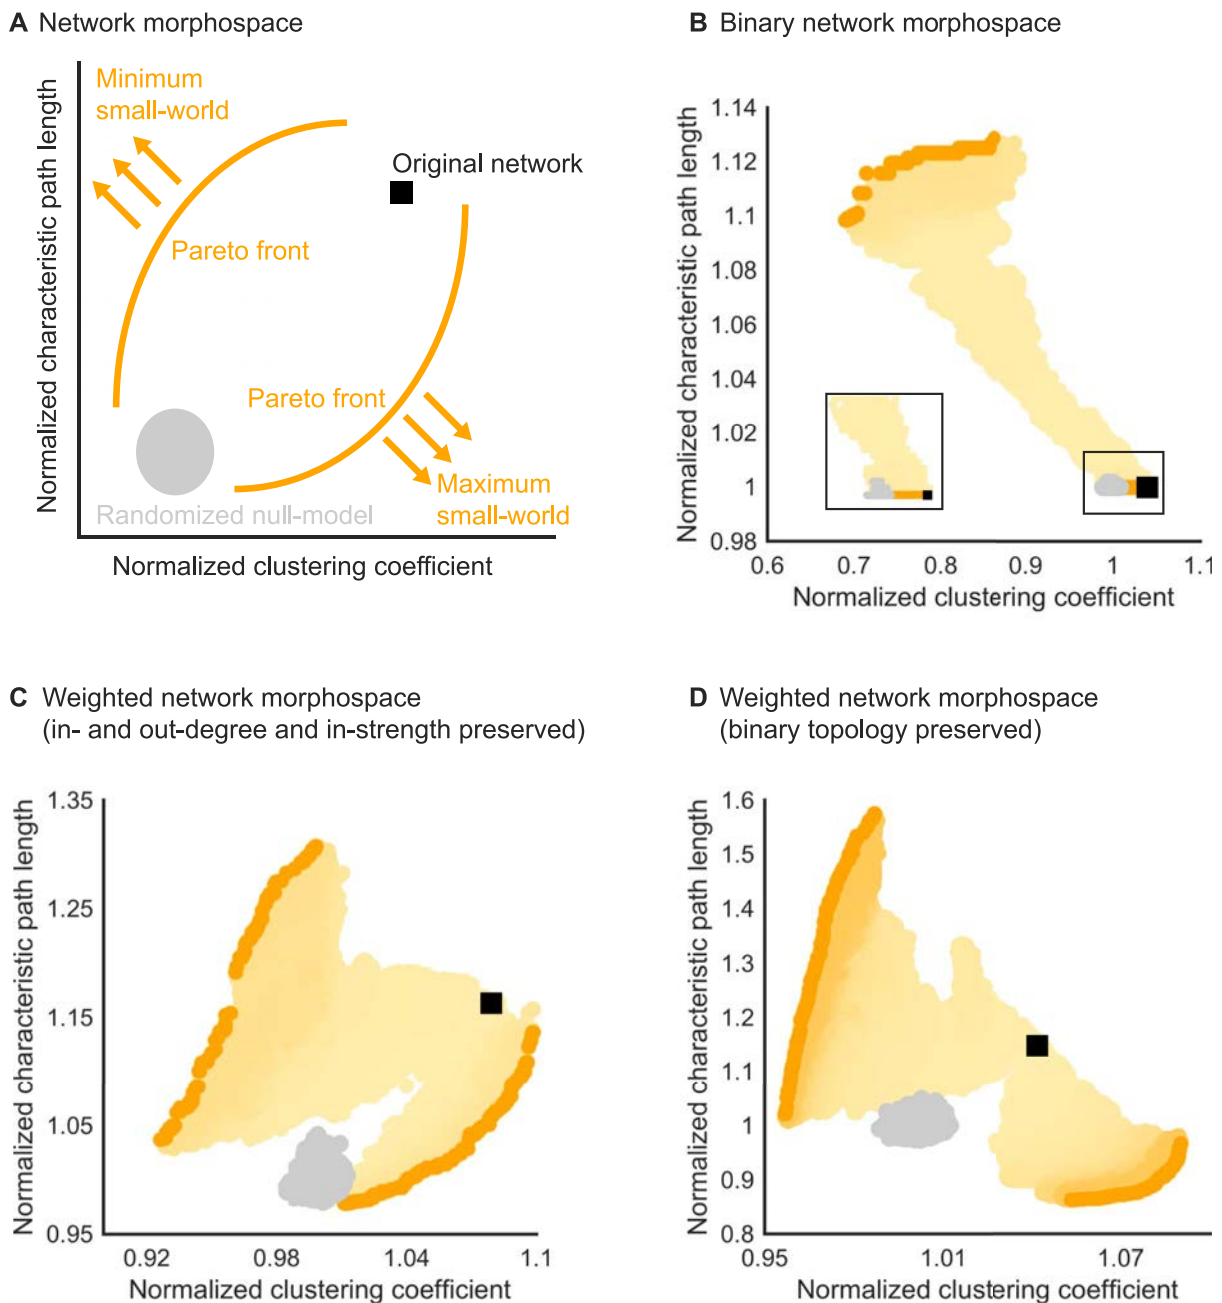 A Network morphospace
Normalized characteristic path length
Minimum
small-world
Original network
Pareto front
Pareto front
Randomized null-model
Maximum
small-world
Normalized clustering coefficient
B Binary network morphospace
Normalized characteristic path length
1.14
1.12
1.1
1.08
1.06
1.04
1.02
1
0.98
0.6 0.7 0.8 0.9 1 1.1
Normalized clustering coefficient
C Weighted network morphospace
(in- and out-degree and in-strength preserved)
Normalized characteristic path length
1.35
1.25
1.15
1.05
0.95
0.92 0.98 1.04 1.1
Normalized clustering coefficient
D Weighted network morphospace
(binary topology preserved)
Normalized characteristic path length
1.6
1.5
1.4
1.3
1.2
1.1
1
0.9
0.8
0.95 1.01 1.07
Normalized clustering coefficient